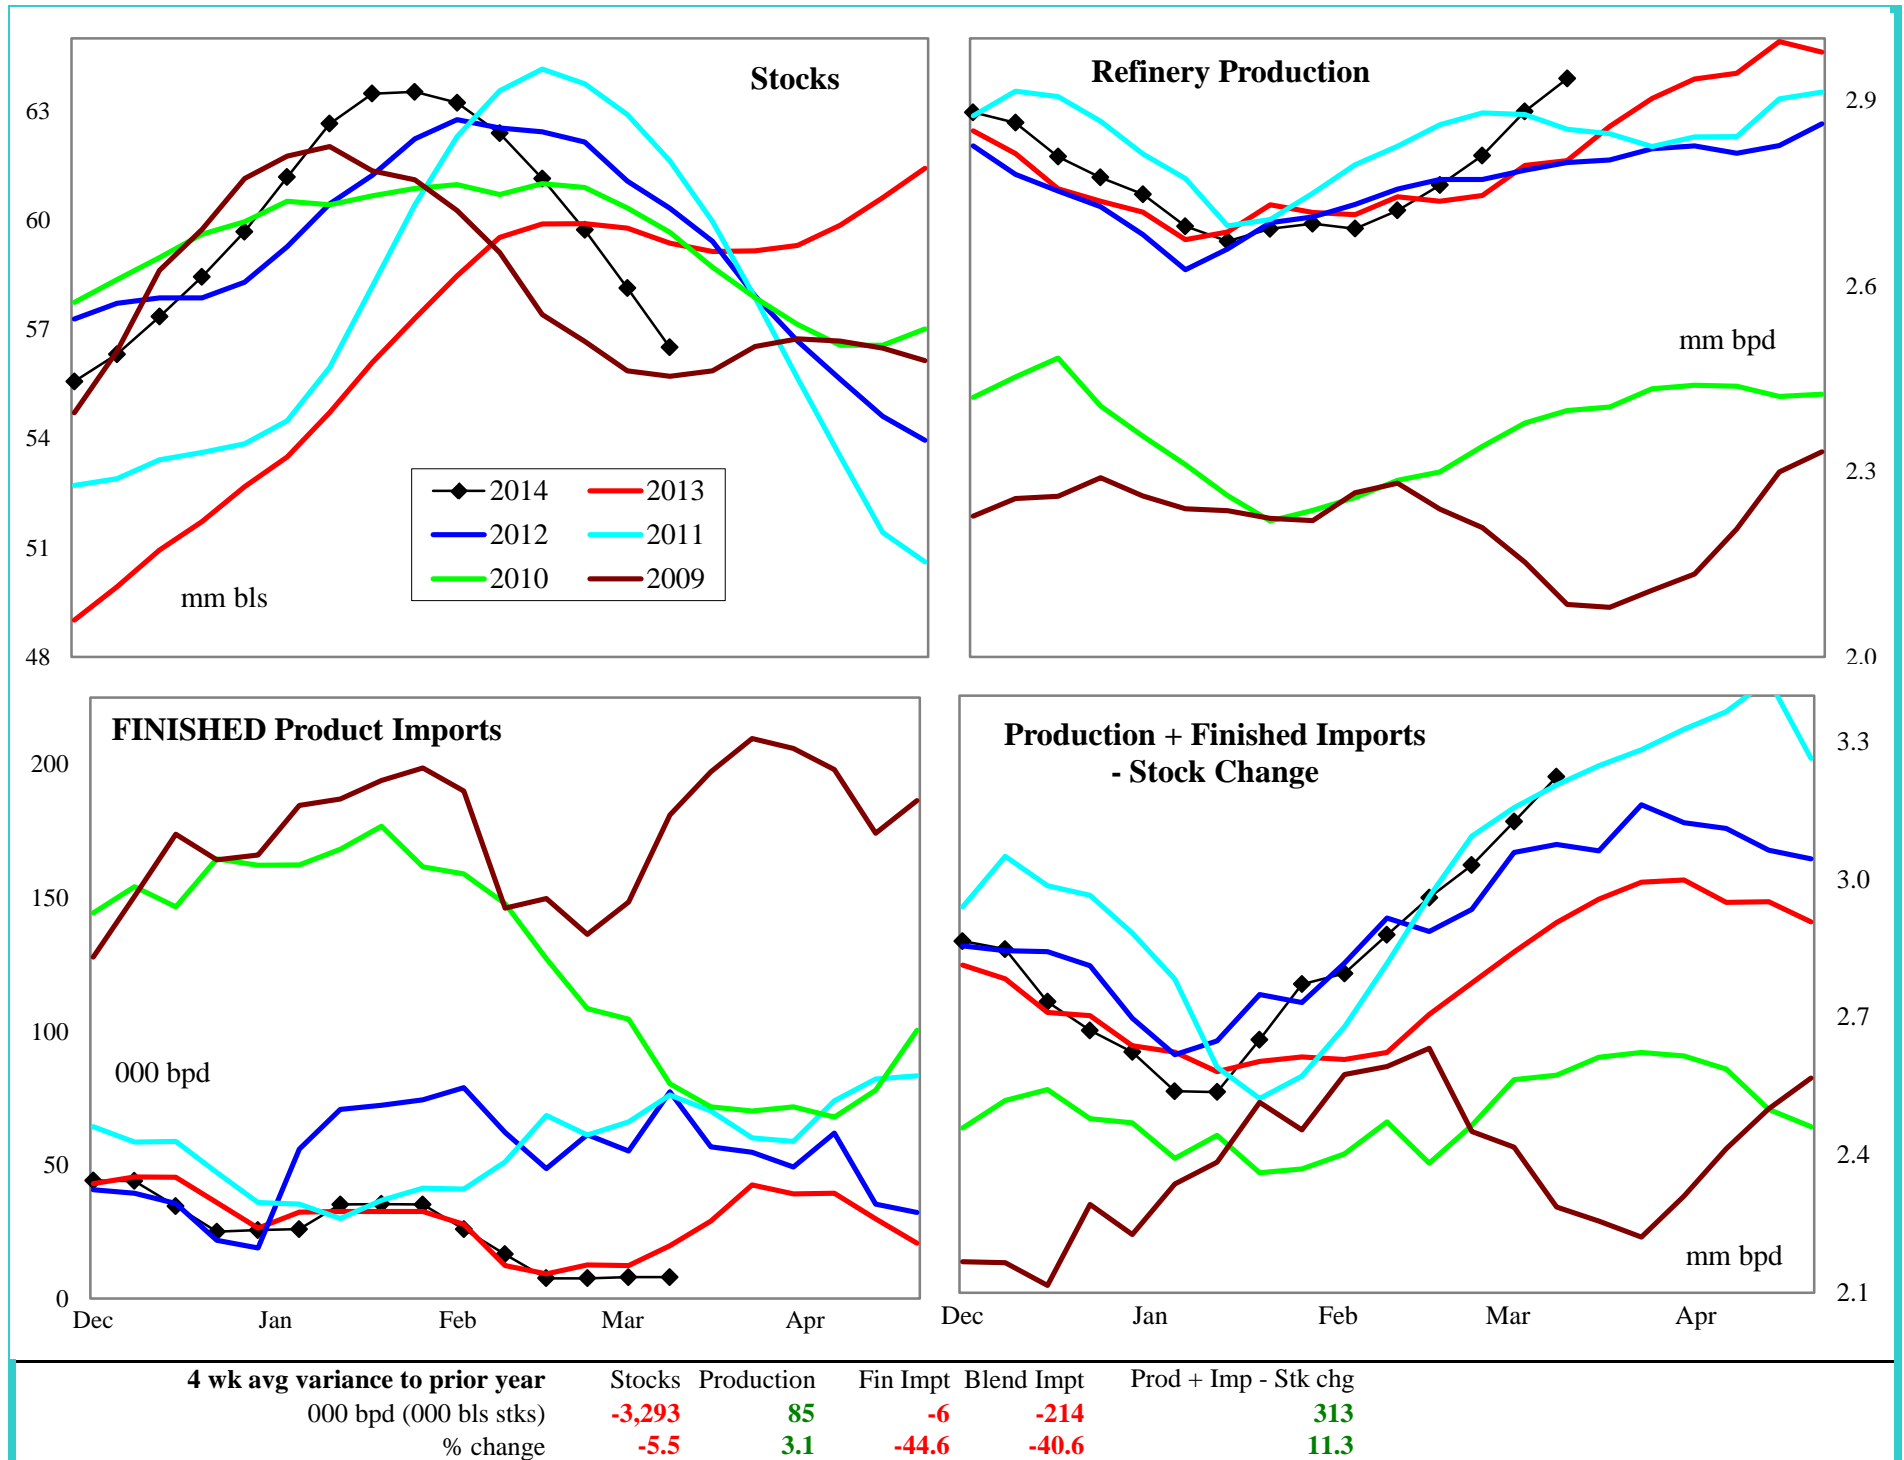 Stocks
63
60
57
54
51
48
mm bls
2014 2013
2012 2011
2010 2009
Refinery Production
2.9
2.6
2.3
2.0
mm bpd
FINISHED Product Imports
200
150
100
50
0
000 bpd
Dec Jan Feb Mar Apr
Production + Finished Imports
- Stock Change
3.3
3.0
2.7
2.4
2.1
mm bpd
Dec Jan Feb Mar Apr
4 wk avg variance to prior year Stocks Production Fin Impt Blend Impt Prod + Imp - Stk chg
000 bpd (000 bls stks) -3,293 85 -6 -214 313
% change -5.5 3.1 -44.6 -40.6 11.3